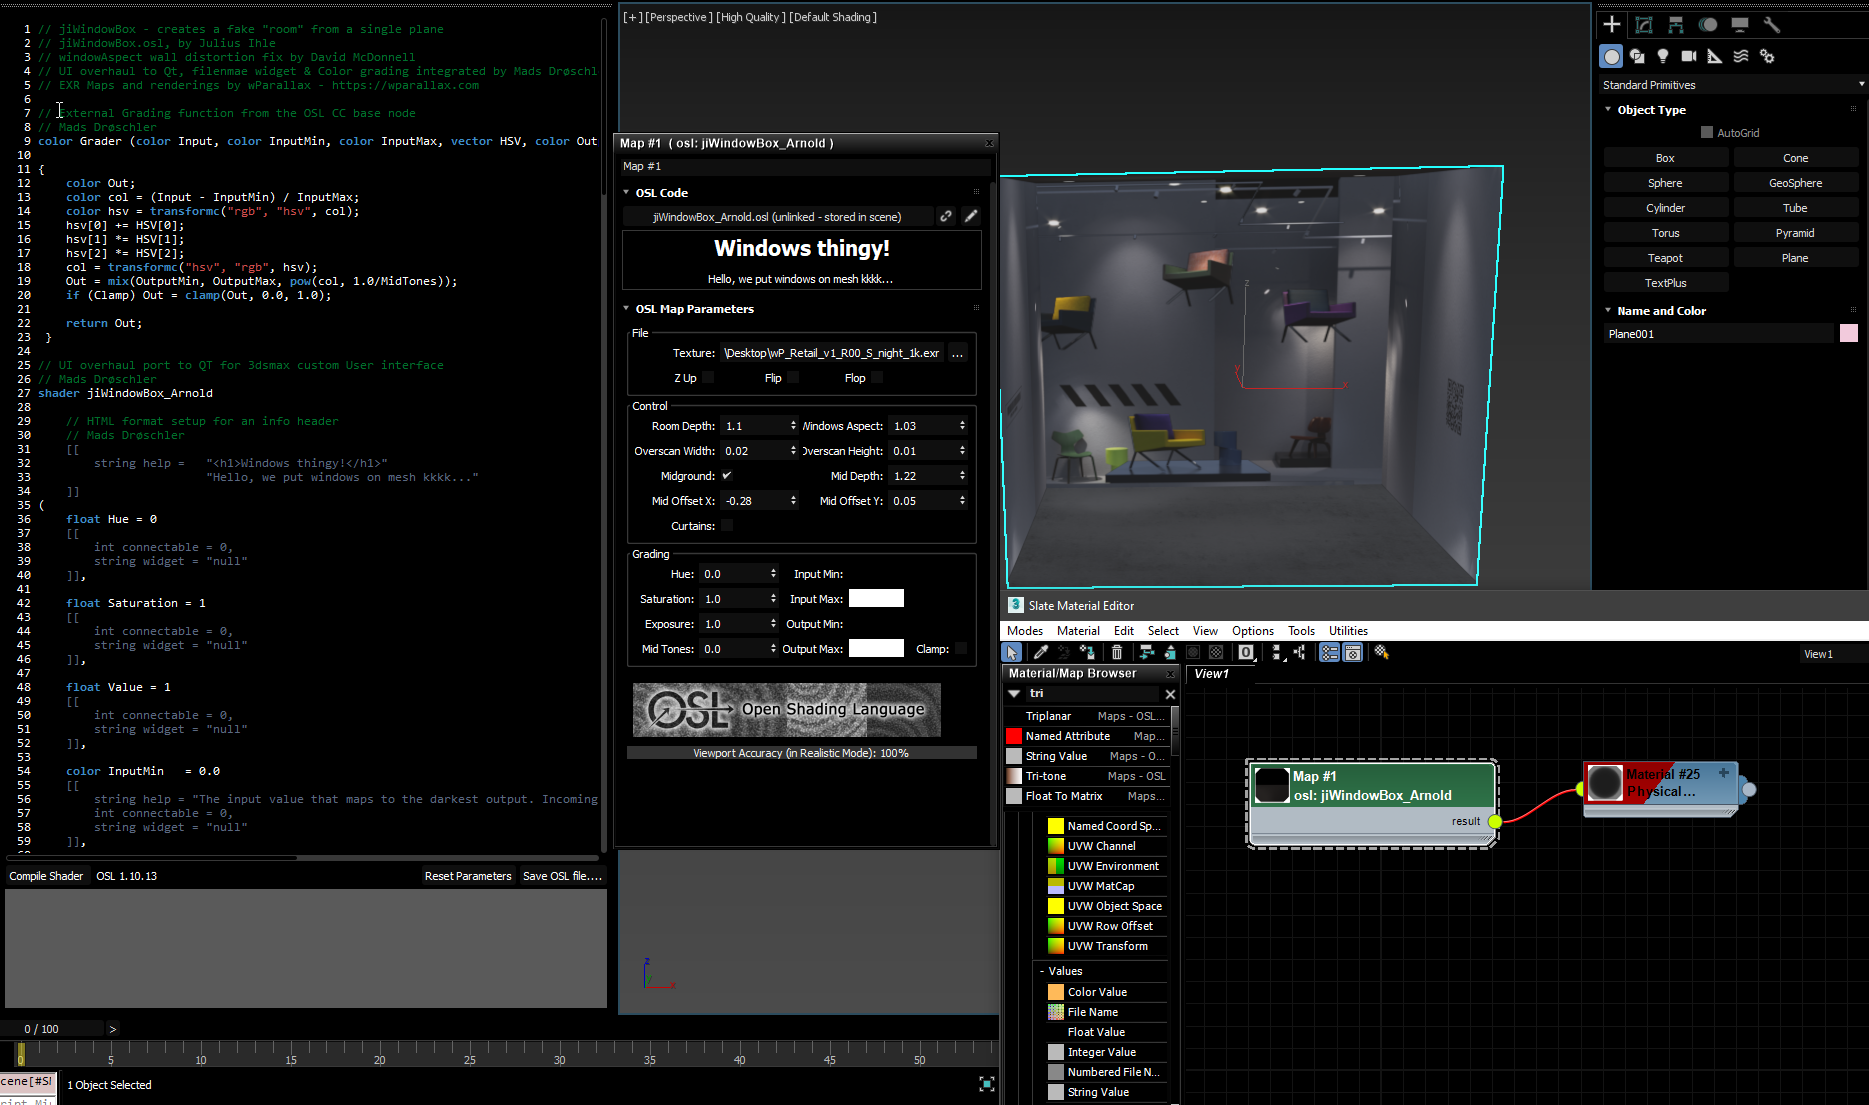 1 // jiWindowBox - creates a fake "room" from a single plane
2 // jiWindowBox.osl, by Julius Ihle
3 // windowAspect wall distortion fix by David McDonnell
4 // UI overhaul to Qt, filenmae widget & Color grading integrated by Mads Drøschl
5 // EXR Maps and renderings by wParallax - https://wparallax.com
6
7 // External Grading function from the OSL CC base node
8 // Mads Drøschler
9 color Grader (color Input, color InputMin, color InputMax, vector HSV, color Out
10
11 {
12 color Out;
13 color col = (Input - InputMin) / InputMax;
14 color hsv = transformc("rgb", "hsv", col);
15 hsv[0] += HSV[0];
16 hsv[1] *= HSV[1];
17 hsv[2] *= HSV[2];
18 col = transformc("hsv", "rgb", hsv);
19 Out = mix(OutputMin, OutputMax, pow(col, 1.0/MidTones));
20 if (Clamp) Out = clamp(Out, 0.0, 1.0);
21
22 return Out;
23 }
24
25 // UI overhaul port to QT for 3dsmax custom User interface
26 // Mads Drøschler
27 shader jiWindowBox_Arnold
28
29 // HTML format setup for an info header
30 // Mads Drøschler
31 [[
32 string help = "<h1>Windows thingy!</h1>"
33 "Hello, we put windows on mesh kkkk..."
34 ]]
35 (
36 float Hue = 0
37 [[
38 int connectable = 0,
39 string widget = "null"
40 ]],
41
42 float Saturation = 1
43 [[
44 int connectable = 0,
45 string widget = "null"
46 ]],
47
48 float Value = 1
49 [[
50 int connectable = 0,
51 string widget = "null"
52 ]],
53
54 color InputMin = 0.0
55 [[
56 string help = "The input value that maps to the darkest output. Incoming
57 int connectable = 0,
58 string widget = "null"
59 ]],
Compile Shader OSL 1.10.13 Reset Parameters Save OSL file....
0 / 100 >
0 5 10 15 20 25 30 35 40 45 50
cene[#S
1 Object Selected
[+] [Perspective ] [High Quality ] [Default Shading ]
Map #1 ( osl: jiWindowBox_Arnold )
Map #1
OSL Code
jiWindowBox_Arnold.osl (unlinked - stored in scene)
Windows thingy!
Hello, we put windows on mesh kkkk...
OSL Map Parameters
File
Texture: \Desktop\wP_Retail_v1_R00_S_night_1k.exr ...
Z Up Flip Flop
Control
Room Depth: 1.1 Windows Aspect: 1.03
Overscan Width: 0.02 Overscan Height: 0.01
Midground: Mid Depth: 1.22
Mid Offset X: -0.28 Mid Offset Y: 0.05
Curtains:
Grading
Hue: 0.0 Input Min:
Saturation: 1.0 Input Max:
Exposure: 1.0 Output Min:
Mid Tones: 0.0 Output Max: Clamp:
OSL Open Shading Language
Viewport Accuracy (in Realistic Mode): 100%
z
y
x
z
x
Standard Primitives
Object Type
AutoGrid
Box Cone
Sphere GeoSphere
Cylinder Tube
Torus Pyramid
Teapot Plane
TextPlus
Name and Color
Plane001
3 Slate Material Editor
Modes Material Edit Select View Options Tools Utilities
View1
Material/Map Browser
View1
tri
Triplanar Maps - OSL...
Named Attribute Map...
String Value Maps - O...
Tri-tone Maps - OSL
Float To Matrix Maps...
Named Coord Sp...
UVW Channel
UVW Environment
UVW MatCap
UVW Object Space
UVW Row Offset
UVW Transform
- Values
Color Value
File Name
Float Value
Integer Value
Numbered File N...
String Value
Map #1
osl: jiWindowBox_Arnold
result
Material #25
Physical...